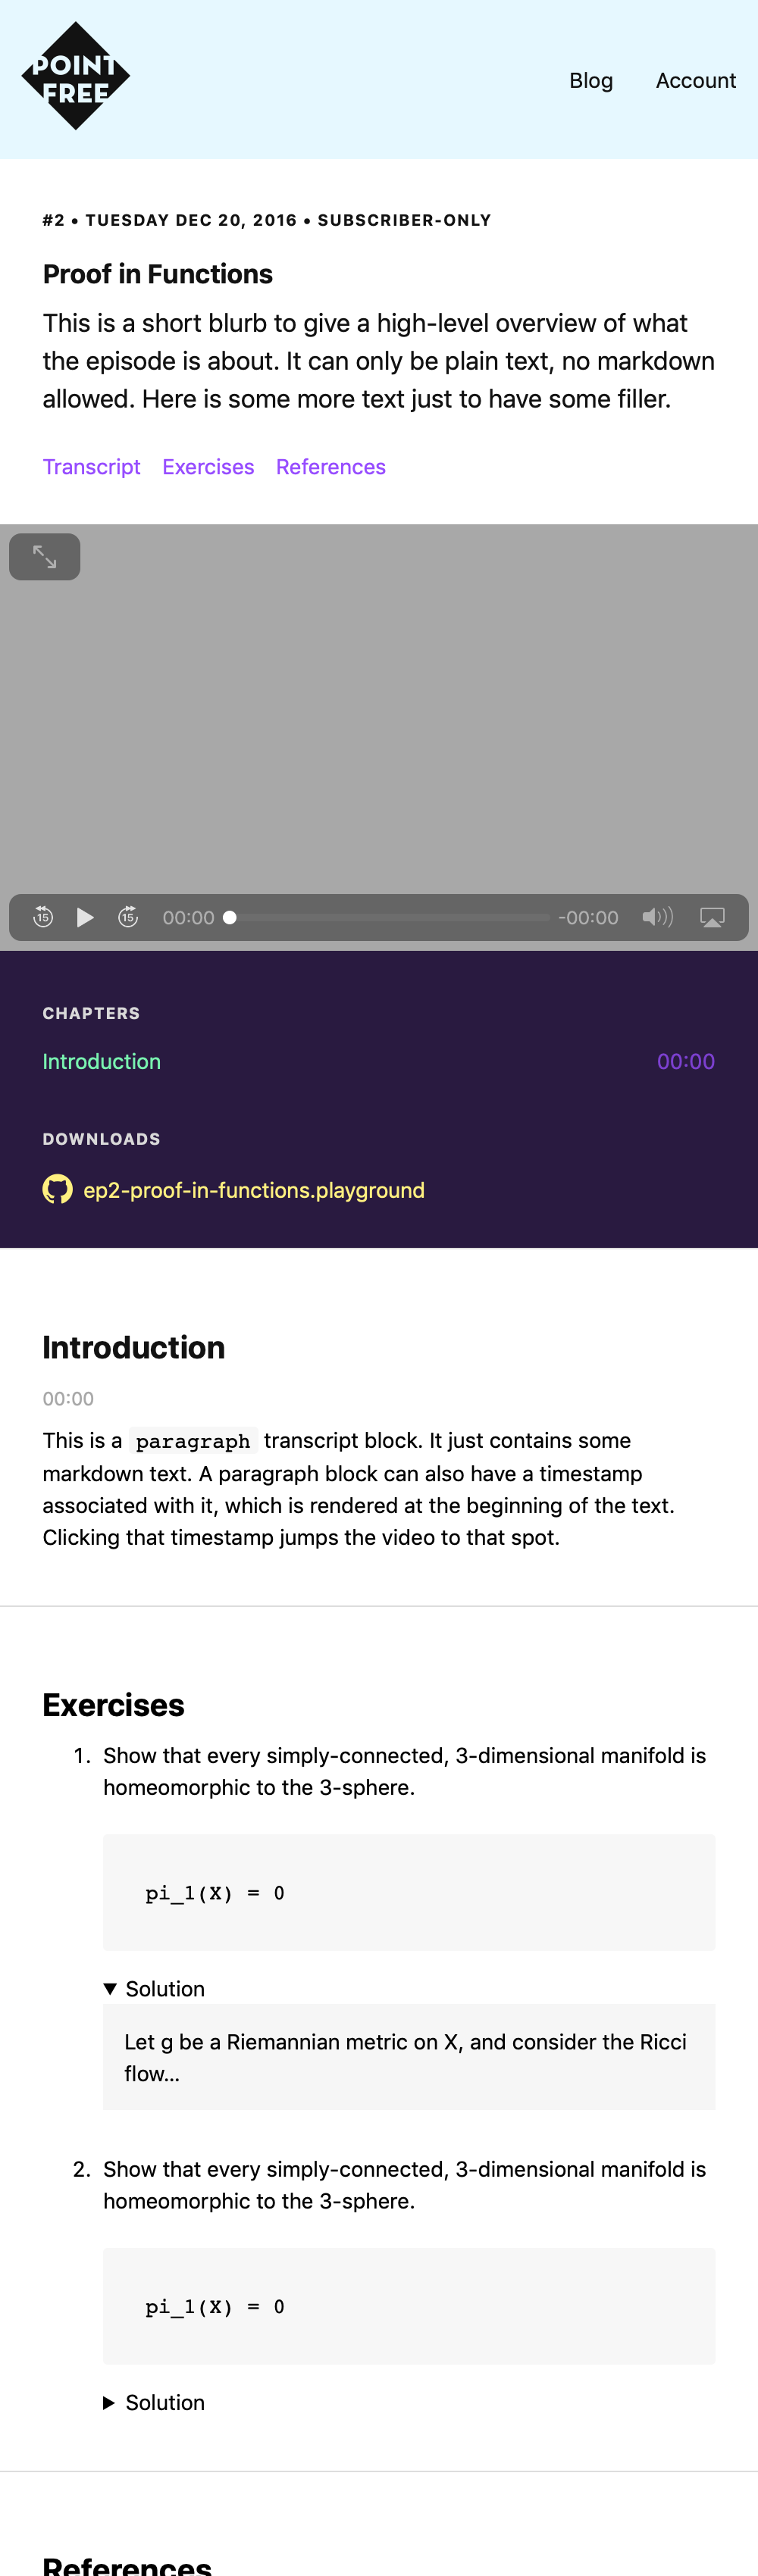 POINT
FREE
Blog Account
#2 • TUESDAY DEC 20, 2016 • SUBSCRIBER-ONLY
Proof in Functions
This is a short blurb to give a high-level overview of what
the episode is about. It can only be plain text, no markdown
allowed. Here is some more text just to have some filler.
Transcript Exercises References
15 15 00:00 -00:00
CHAPTERS
Introduction 00:00
DOWNLOADS
ep2-proof-in-functions.playground
Introduction
00:00
This is a paragraph transcript block. It just contains some
markdown text. A paragraph block can also have a timestamp
associated with it, which is rendered at the beginning of the text.
Clicking that timestamp jumps the video to that spot.
Exercises
1. Show that every simply-connected, 3-dimensional manifold is
homeomorphic to the 3-sphere.
pi_1(X) = 0
▼ Solution
Let g be a Riemannian metric on X, and consider the Ricci
flow...
2. Show that every simply-connected, 3-dimensional manifold is
homeomorphic to the 3-sphere.
pi_1(X) = 0
▶ Solution
References